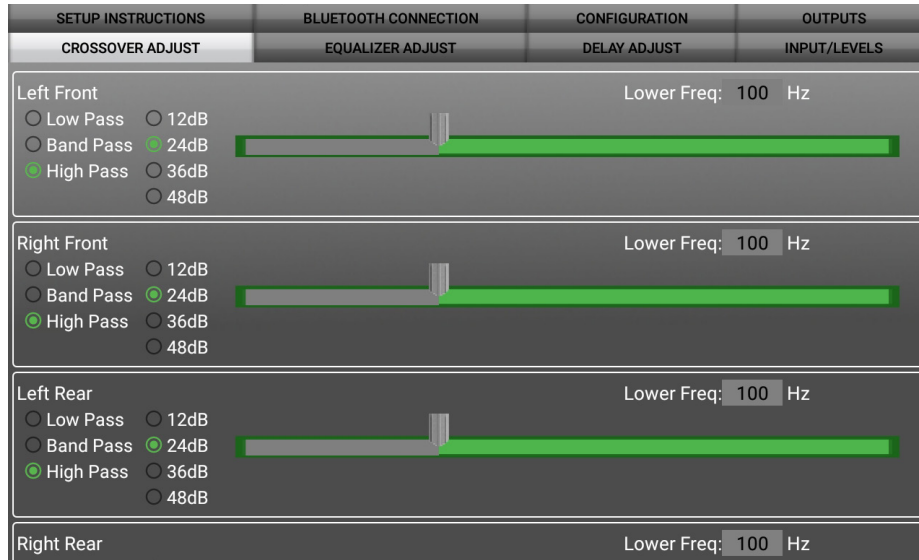 SETUP INSTRUCTIONS BLUETOOTH CONNECTION CONFIGURATION OUTPUTS
CROSSOVER ADJUST EQUALIZER ADJUST DELAY ADJUST INPUT/LEVELS
Left Front Lower Freq: 100 Hz
Low Pass 12dB
Band Pass 24dB
High Pass 36dB
48dB
Right Front Lower Freq: 100 Hz
Low Pass 12dB
Band Pass 24dB
High Pass 36dB
48dB
Left Rear Lower Freq: 100 Hz
Low Pass 12dB
Band Pass 24dB
High Pass 36dB
48dB
Right Rear Lower Freq: 100 Hz